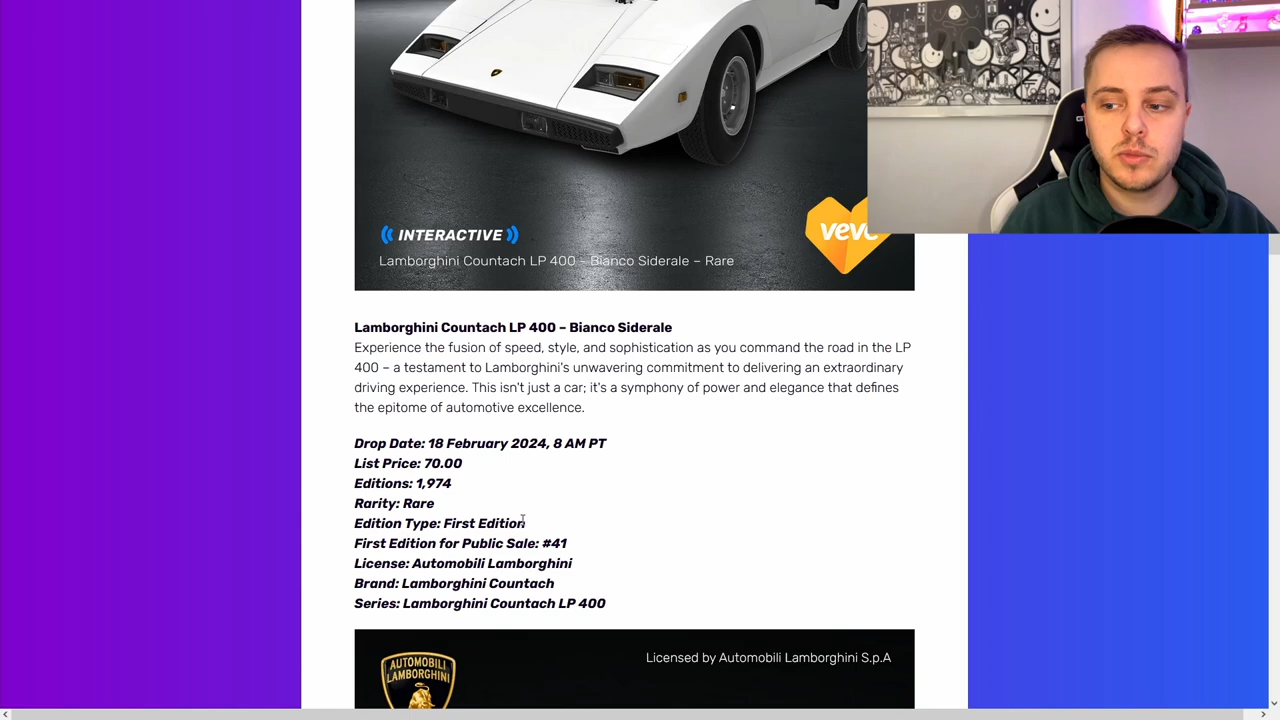 INTERACTIVE
veve
Lamborghini Countach LP 400 - Bianco Siderale – Rare
Lamborghini Countach LP 400 – Bianco Siderale
Experience the fusion of speed, style, and sophistication as you command the road in the LP
400 – a testament to Lamborghini's unwavering commitment to delivering an extraordinary
driving experience. This isn't just a car; it's a symphony of power and elegance that defines
the epitome of automotive excellence.
Drop Date: 18 February 2024, 8 AM PT
List Price: 70.00
Editions: 1,974
Rarity: Rare
Edition Type: First Edition
First Edition for Public Sale: #41
License: Automobili Lamborghini
Brand: Lamborghini Countach
Series: Lamborghini Countach LP 400
AUTOMOBILI
LAMBORGHINI
Licensed by Automobili Lamborghini S.p.A